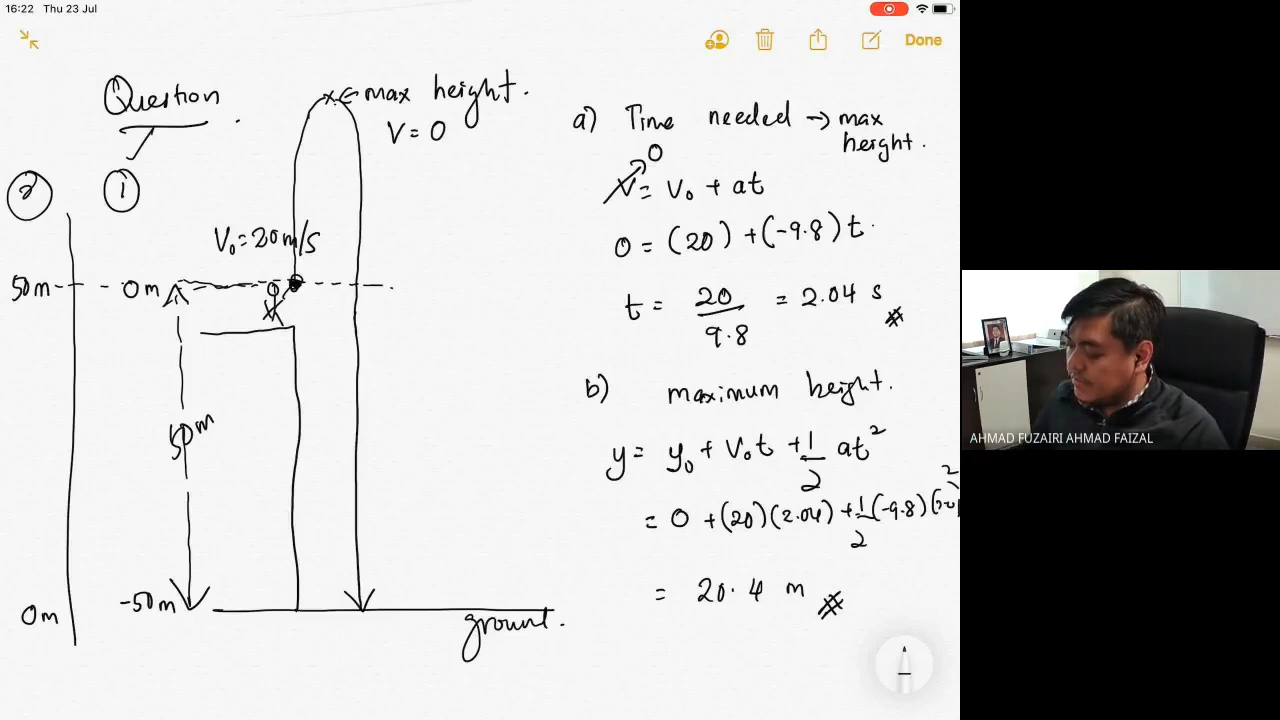 16:22 Thu 23 Jul
Done
Question
max height.
V = 0
2
1
V₀ = 20 m/s
50m
0m
50m
-50m
0m
ground.
a) Time needed → max height.
V = V₀ + at
0
0 = (20) + (-9.8) t
t = 20/9.8 = 2.04 s
b) maximum height.
y = y₀ + V₀t + 1/2 at²
= 0 + (20)(2.04) + 1/2 (-9.8)(2.0 ²
= 20.4 m
AHMAD FUZAIRI AHMAD FAIZAL